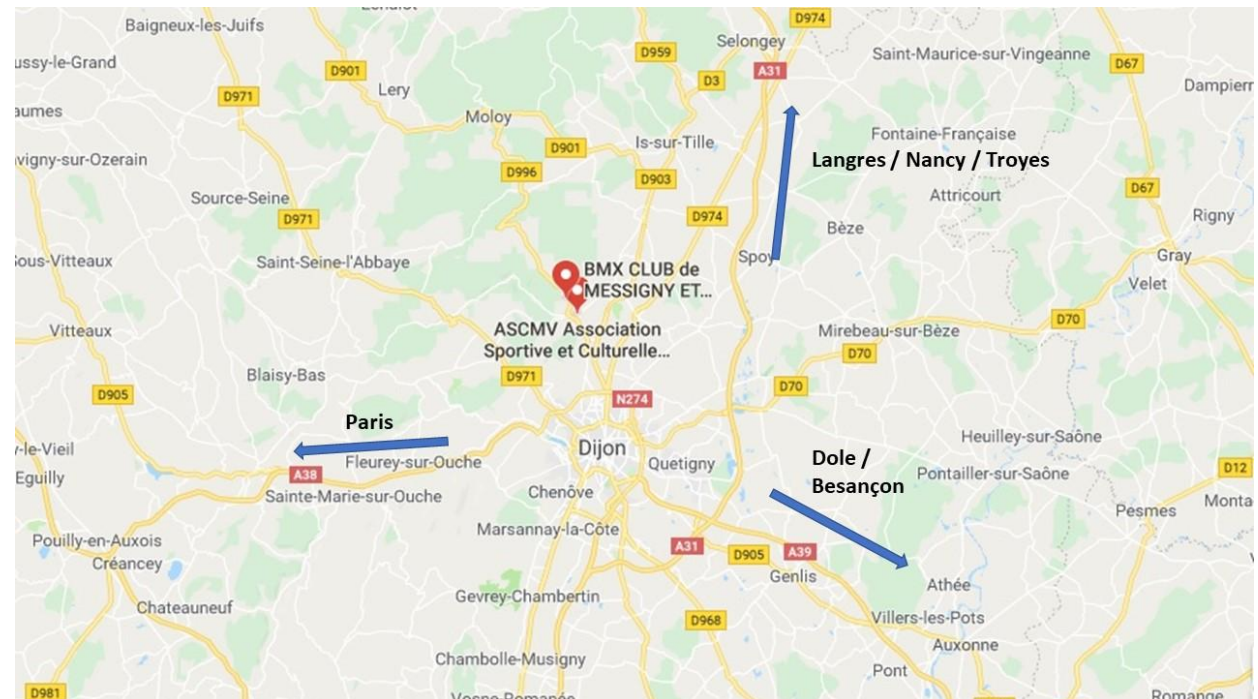 D974
Baigneux-les-Juifs
Selongey
D959
Saint-Maurice-sur-Vingeanne
ussy-le-Grand
D901
A31
D67
D3
Dampierr
Lery
D971
aumes
Moloy
Fontaine-Française
Is-sur-Tille
D901
Langres / Nancy / Troyes
avigny-sur-Ozerain
D996
D903
D67
Source-Seine
Attricourt
D974
Rigny
D971
Bèze
Gray
Spoy
Sous-Vitteaux
Saint-Seine-l'Abbaye
BMX CLUB de
MESSIGNY ET...
Velet
D70
Vitteaux
ASCMV Association
Sportive et Culturelle...
Mirebeau-sur-Bèze
D70
Blaisy-Bas
D971
D70
D905
N274
Paris
Heuilley-sur-Saône
y-le-Vieil
Dijon
Dole /
Besançon
Fleurey-sur-Ouche
Quetigny
D12
Eguilly
A38
Pontailler-sur-Saône
Sainte-Marie-sur-Ouche
Chenôve
Monta
Pesmes
Marsannay-la-Côte
Pouilly-en-Auxois
A31
D905
A39
Créancey
Genlis
Athée
Gevrey-Chambertin
Chateauneuf
D968
Villers-les-Pots
Auxonne
Chambolle-Musigny
Pont
D981
Vosne-Romanée
Romange